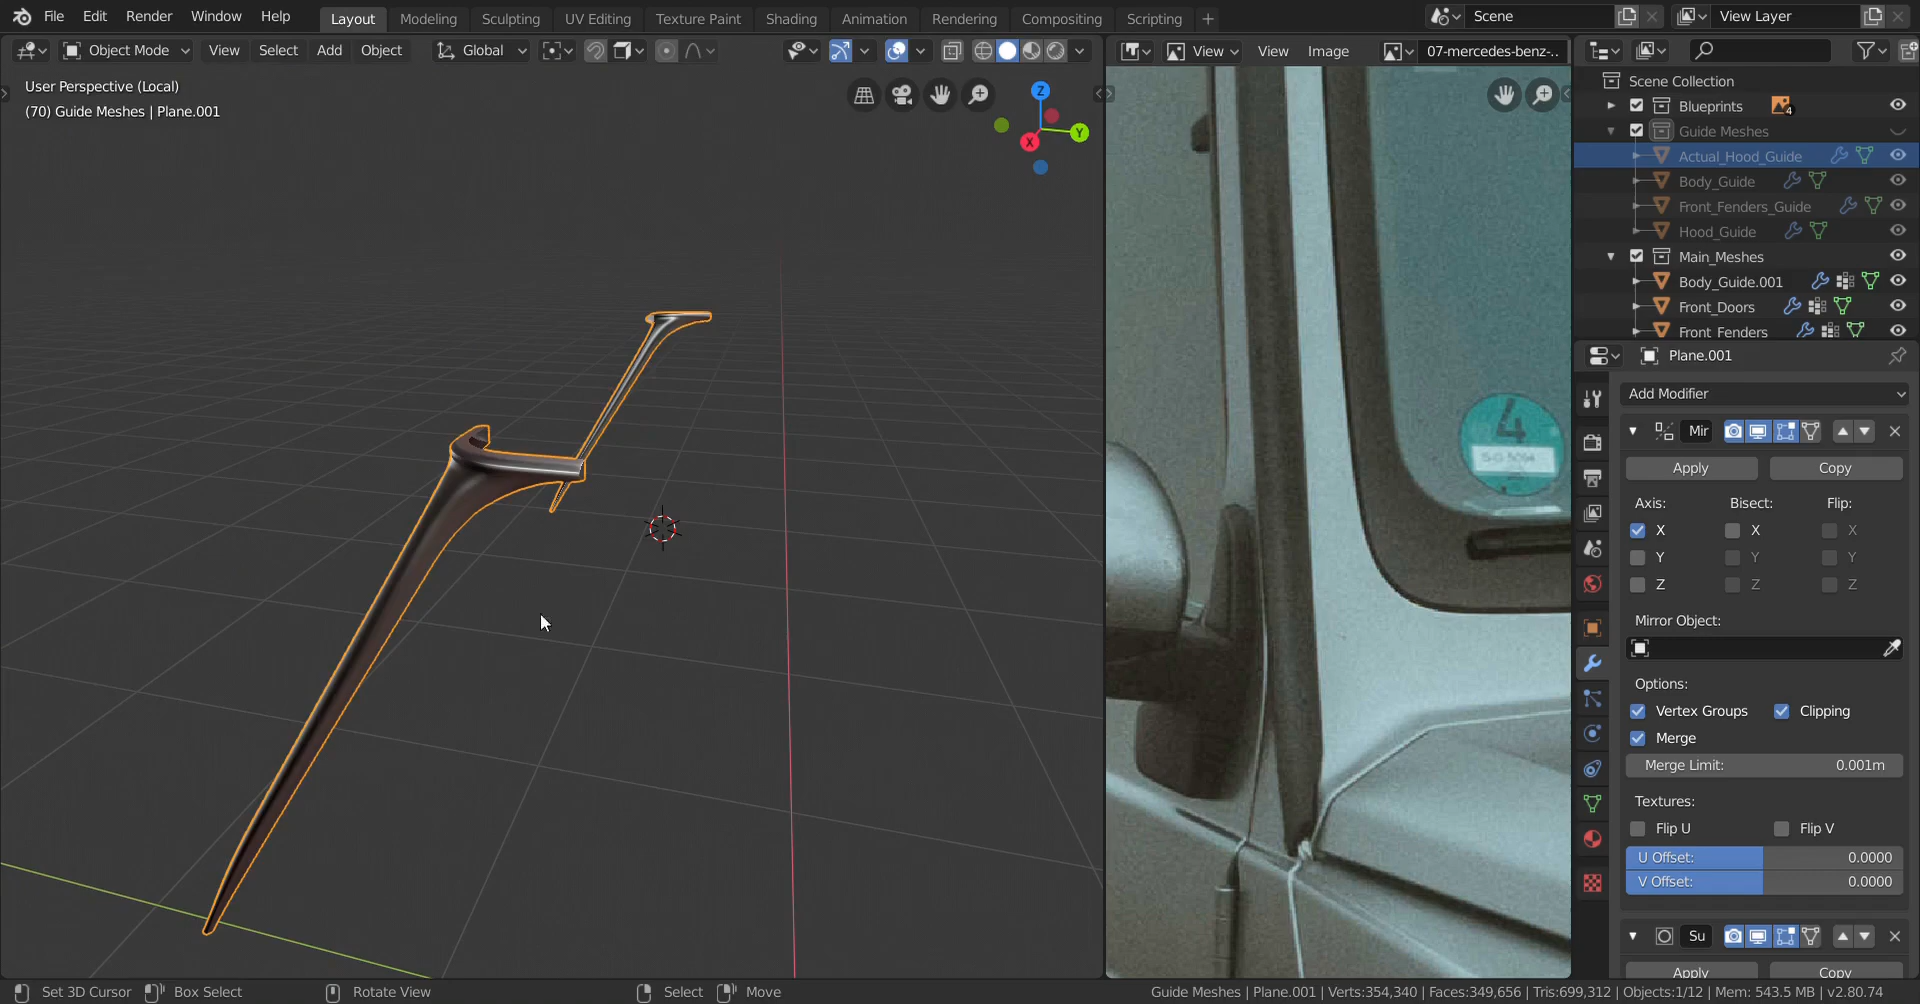 File Edit Render Window Help Layout Modeling Sculpting UV Editing Texture Paint Shading Animation Rendering Compositing Scripting + Scene View Layer
Object Mode View Select Add Object Global View View Image 07-mercedes-benz-..
User Perspective (Local)
(70) Guide Meshes | Plane.001
Z
Y
X
4
Scene Collection
Blueprints 4
Guide Meshes
Actual_Hood_Guide
Body_Guide
Front_Fenders_Guide
Hood_Guide
Main_Meshes
Body_Guide.001
Front_Doors
Front Fenders
Plane.001
Add Modifier
Mir
Apply Copy
Axis: Bisect: Flip:
X X X
Y Y Y
Z Z Z
Mirror Object:
Options:
Vertex Groups Clipping
Merge
Merge Limit: 0.001m
Textures:
Flip U Flip V
U Offset: 0.0000
V Offset: 0.0000
Su
Apply Copy
Set 3D Cursor Box Select Rotate View Select Move Guide Meshes | Plane.001 | Verts:354,340 | Faces:349,656 | Tris:699,312 | Objects:1/12 | Mem: 543.5 MB | v2.80.74